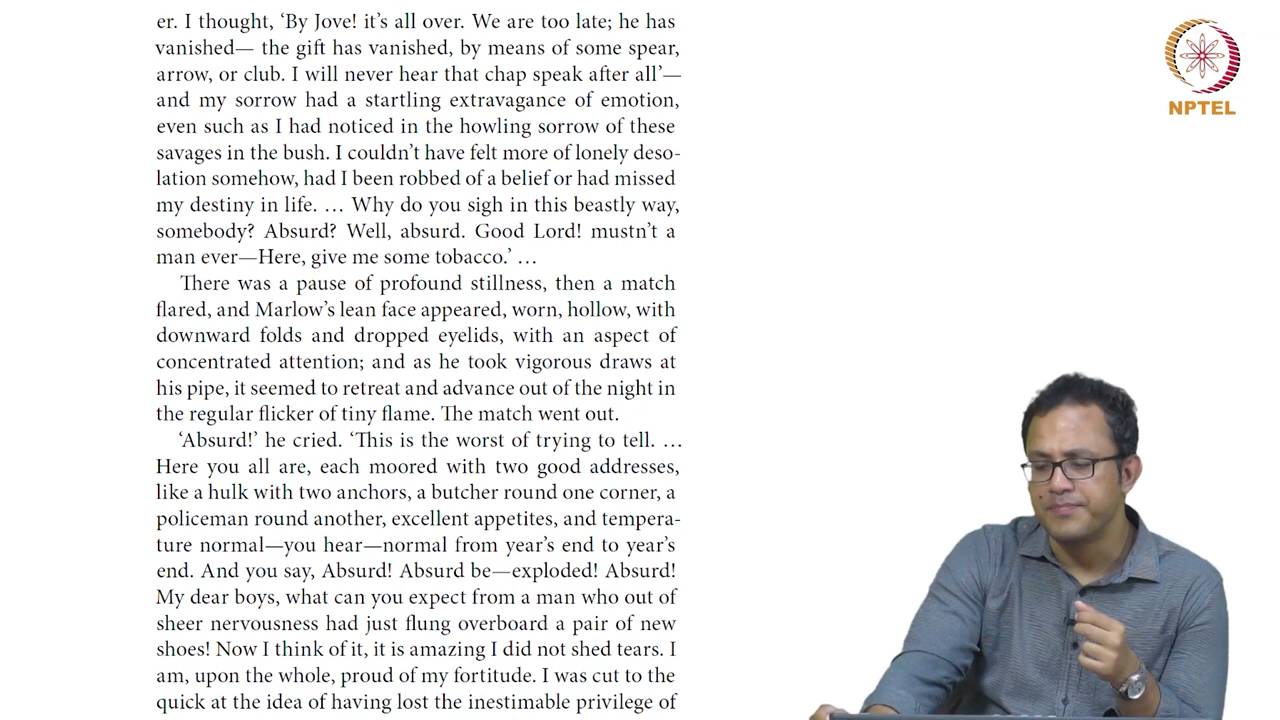 er. I thought, ‘By Jove! it’s all over. We are too late; he has
vanished— the gift has vanished, by means of some spear,
arrow, or club. I will never hear that chap speak after all’—
and my sorrow had a startling extravagance of emotion,
even such as I had noticed in the howling sorrow of these
savages in the bush. I couldn’t have felt more of lonely deso-
lation somehow, had I been robbed of a belief or had missed
my destiny in life. … Why do you sigh in this beastly way,
somebody? Absurd? Well, absurd. Good Lord! mustn’t a
man ever—Here, give me some tobacco.’ …
There was a pause of profound stillness, then a match
flared, and Marlow’s lean face appeared, worn, hollow, with
downward folds and dropped eyelids, with an aspect of
concentrated attention; and as he took vigorous draws at
his pipe, it seemed to retreat and advance out of the night in
the regular flicker of tiny flame. The match went out.
‘Absurd!’ he cried. ‘This is the worst of trying to tell. …
Here you all are, each moored with two good addresses,
like a hulk with two anchors, a butcher round one corner, a
policeman round another, excellent appetites, and tempera-
ture normal—you hear—normal from year’s end to year’s
end. And you say, Absurd! Absurd be—exploded! Absurd!
My dear boys, what can you expect from a man who out of
sheer nervousness had just flung overboard a pair of new
shoes! Now I think of it, it is amazing I did not shed tears. I
am, upon the whole, proud of my fortitude. I was cut to the
quick at the idea of having lost the inestimable privilege of
NPTEL